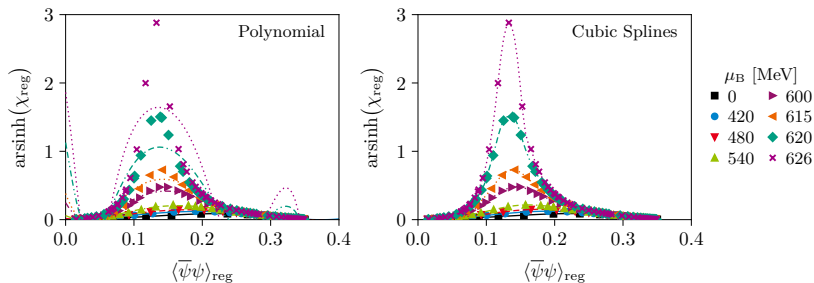 Polynomial
3
2
1
0
arsinh(χreg)
0.0 0.1 0.2 0.3 0.4
⟨ψ̄ψ⟩reg
Cubic Splines
3
2
1
0
arsinh(χreg)
0.0 0.1 0.2 0.3 0.4
⟨ψ̄ψ⟩reg
μB [MeV]
0 600
420 615
480 620
540 626